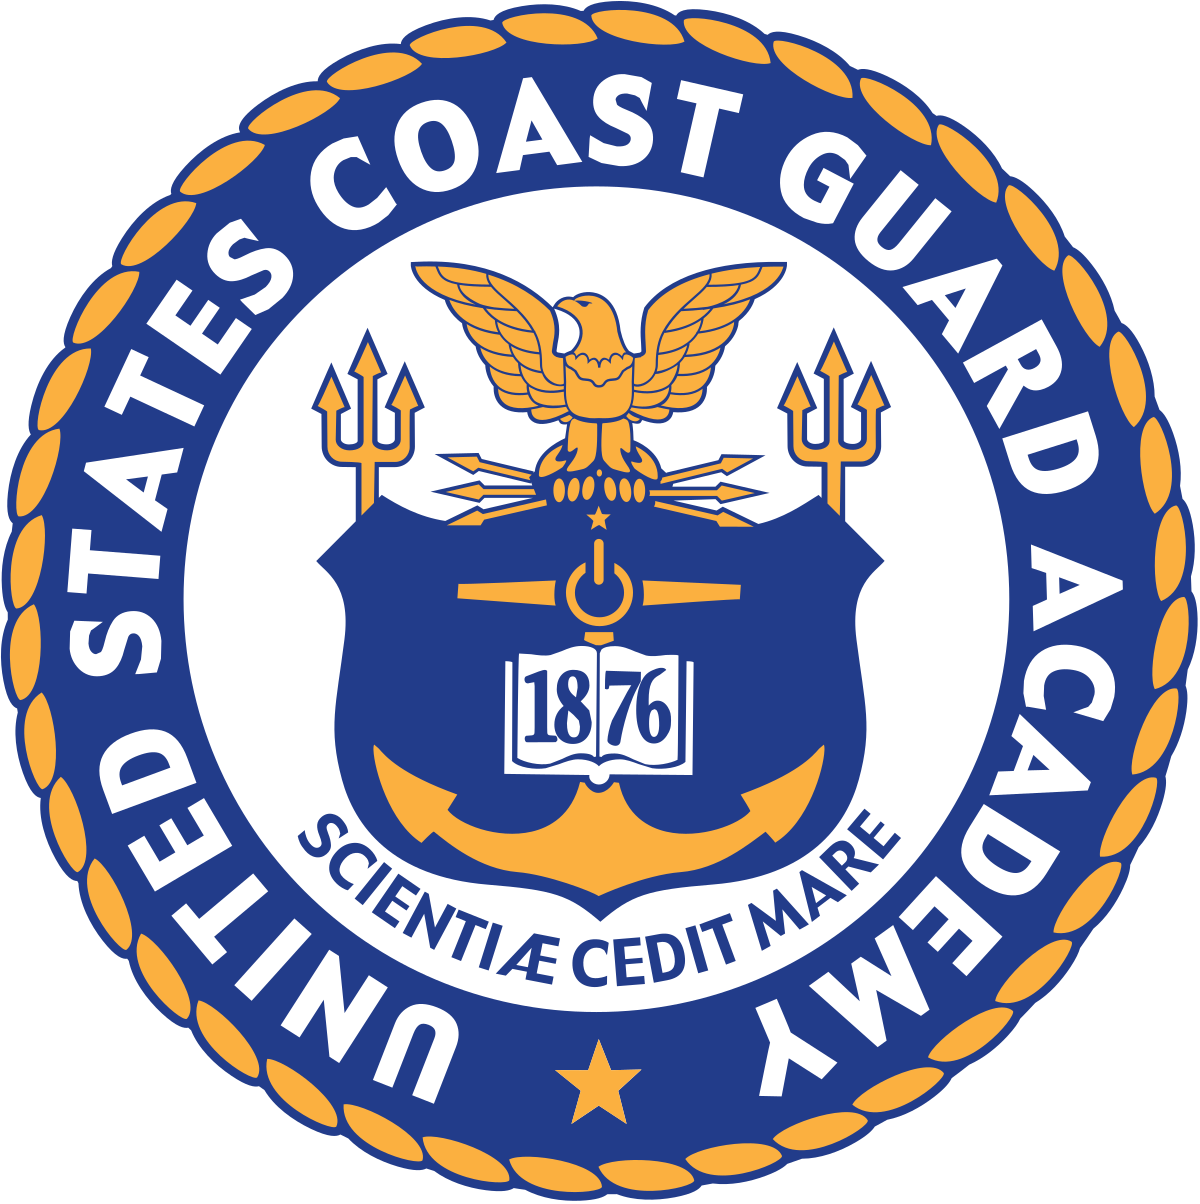 UNITED STATES COAST GUARD ACADEMY
1876
SCIENTIÆ CEDIT MARE